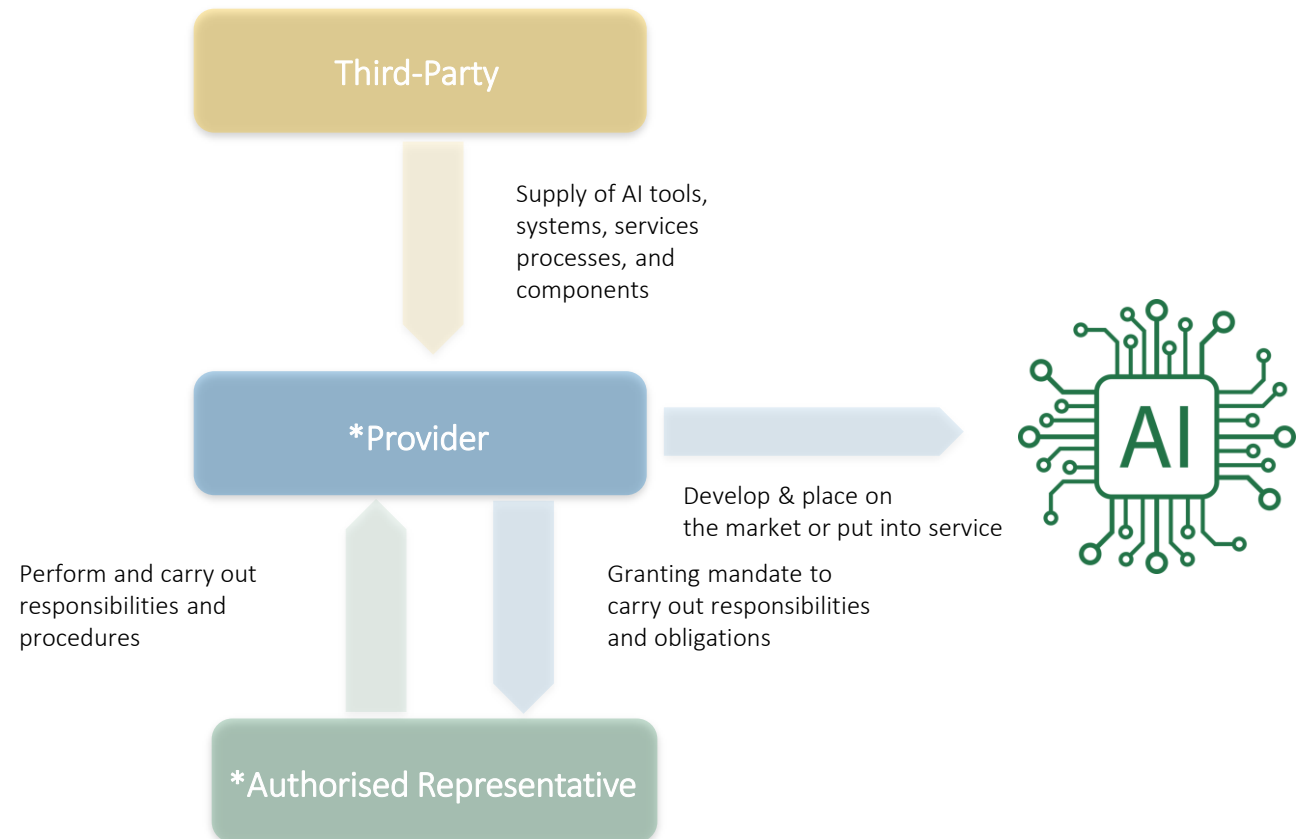 Third-Party
Supply of AI tools,
systems, services
processes, and
components
*Provider
AI
Develop & place on
the market or put into service
Perform and carry out
responsibilities and
procedures
Granting mandate to
carry out responsibilities
and obligations
*Authorised Representative